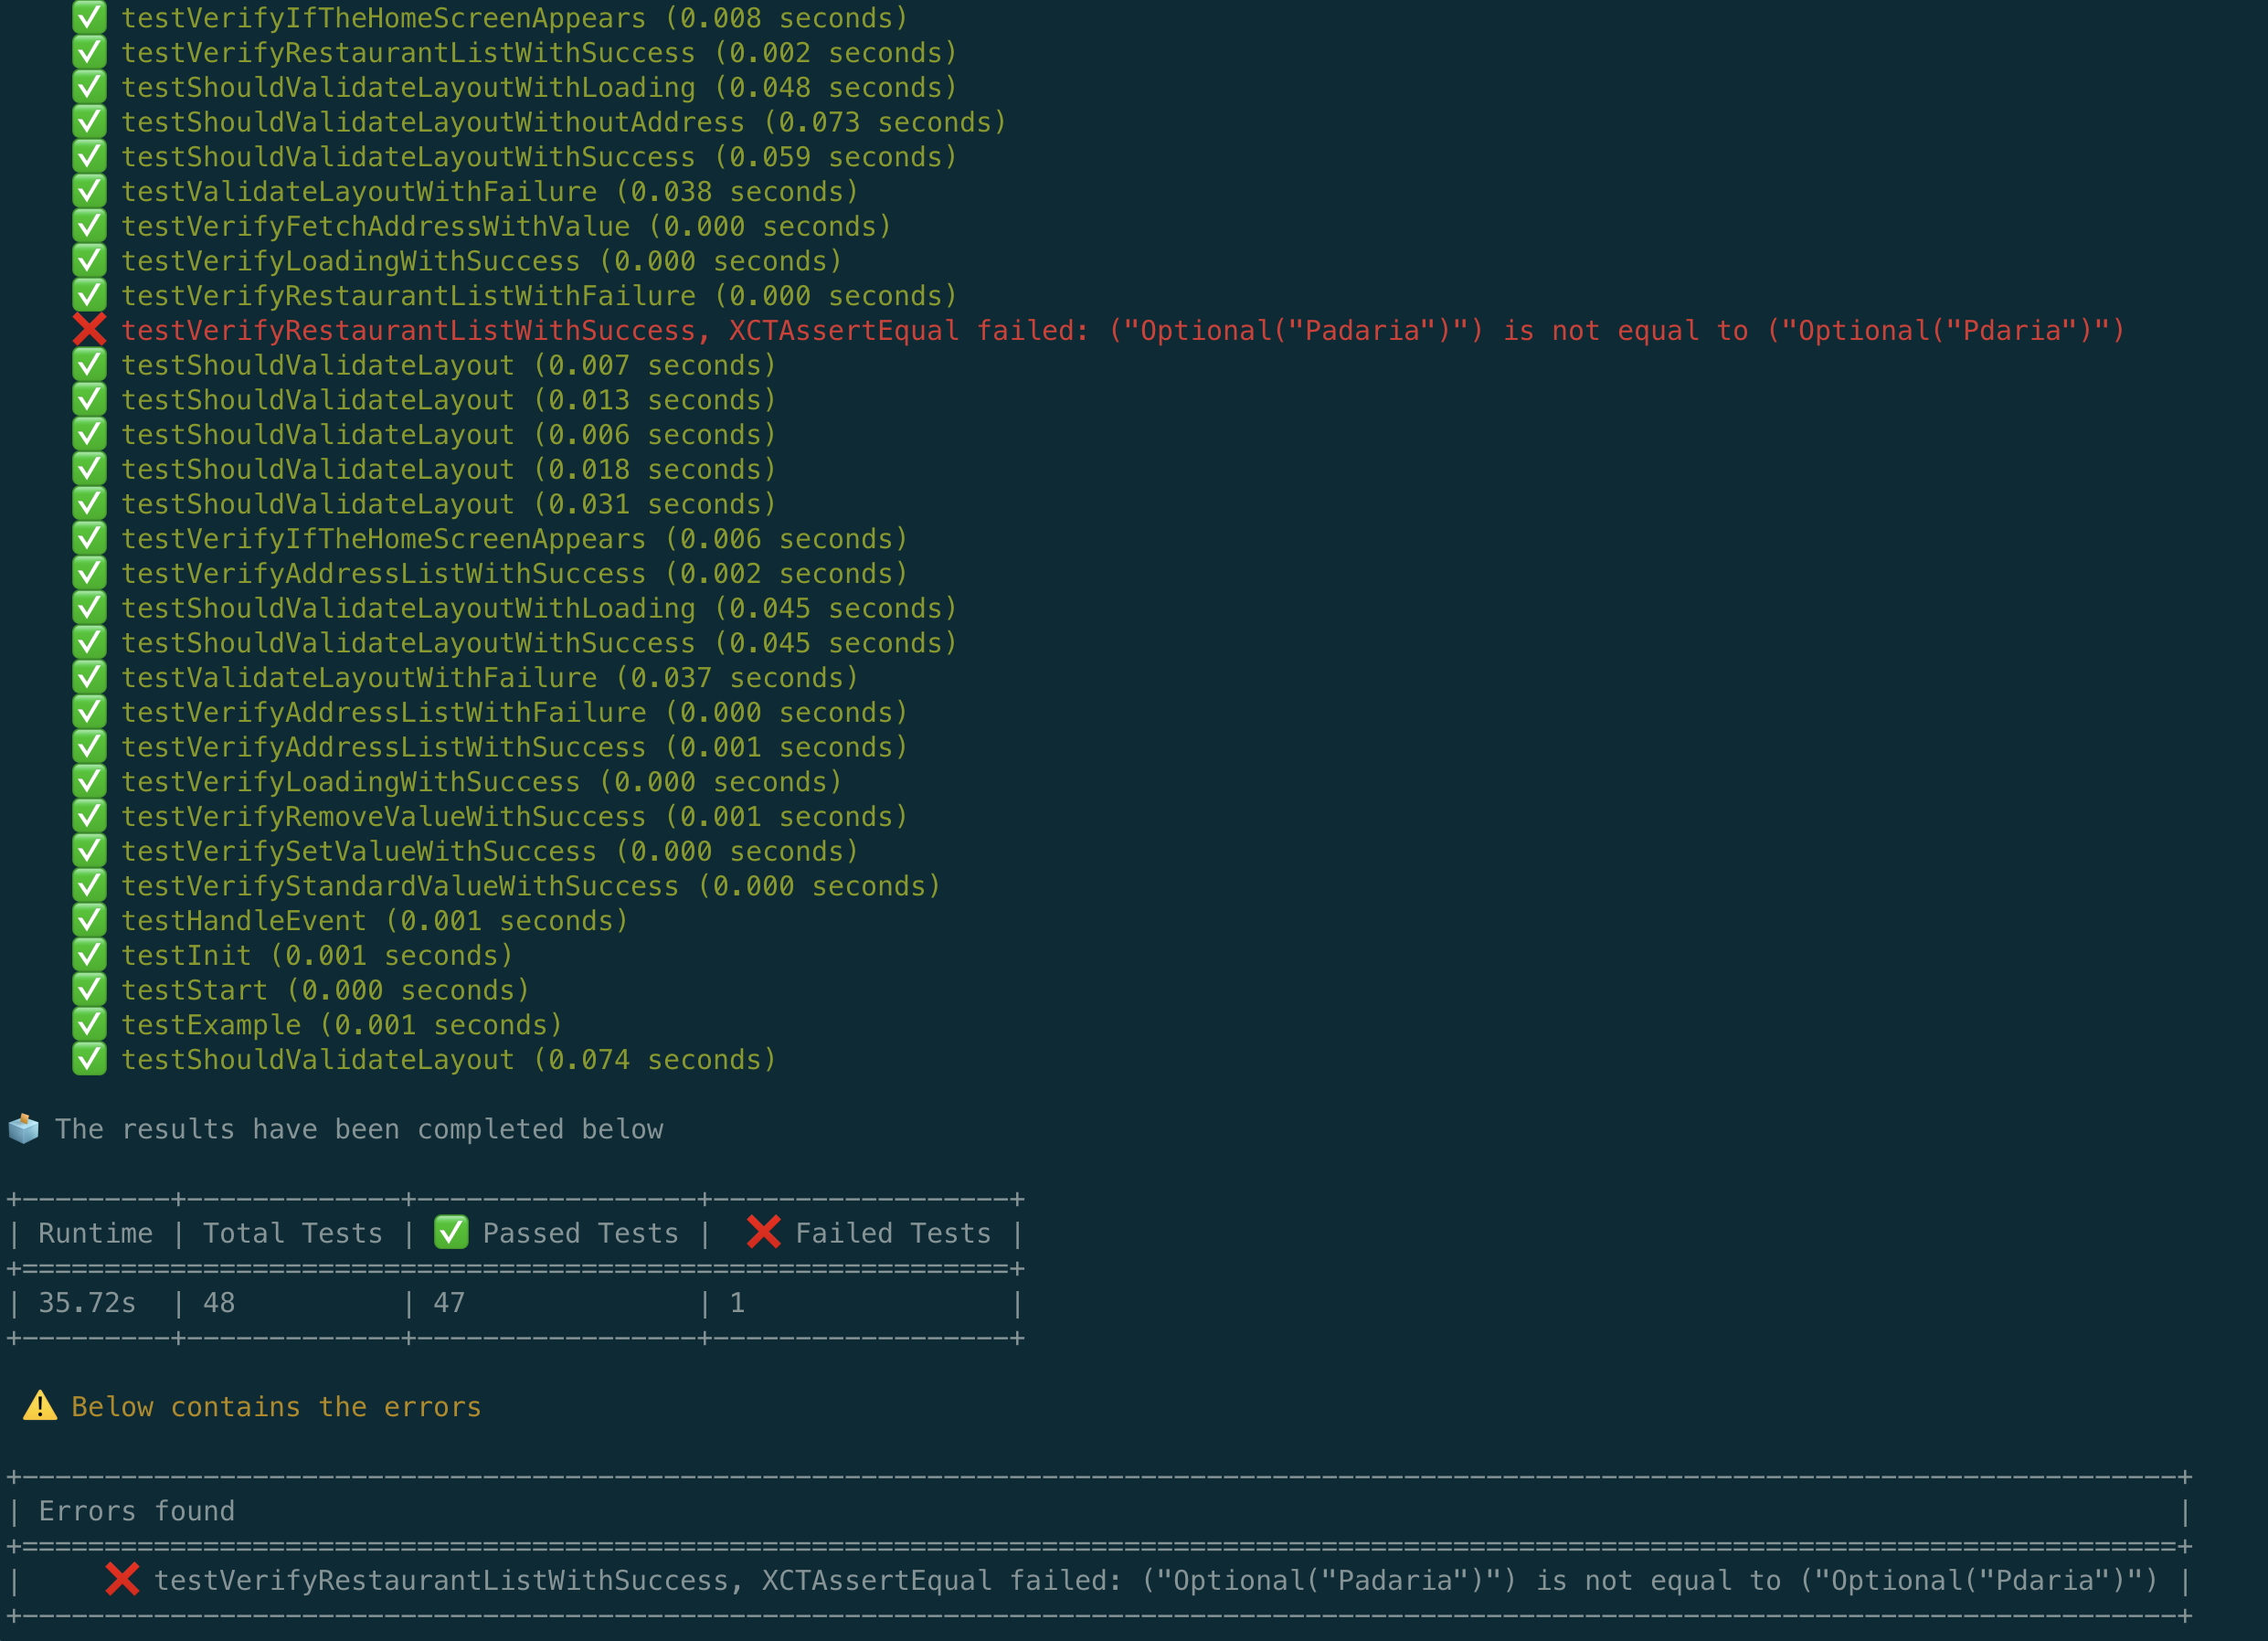 ✅ testVerifyIfTheHomeScreenAppears (0.008 seconds)
✅ testVerifyRestaurantListWithSuccess (0.002 seconds)
✅ testShouldValidateLayoutWithLoading (0.048 seconds)
✅ testShouldValidateLayoutWithoutAddress (0.073 seconds)
✅ testShouldValidateLayoutWithSuccess (0.059 seconds)
✅ testValidateLayoutWithFailure (0.038 seconds)
✅ testVerifyFetchAddressWithValue (0.000 seconds)
✅ testVerifyLoadingWithSuccess (0.000 seconds)
✅ testVerifyRestaurantListWithFailure (0.000 seconds)
❌ testVerifyRestaurantListWithSuccess, XCTAssertEqual failed: ("Optional("Padaria")") is not equal to ("Optional("Pdaria")")
✅ testShouldValidateLayout (0.007 seconds)
✅ testShouldValidateLayout (0.013 seconds)
✅ testShouldValidateLayout (0.006 seconds)
✅ testShouldValidateLayout (0.018 seconds)
✅ testShouldValidateLayout (0.031 seconds)
✅ testVerifyIfTheHomeScreenAppears (0.006 seconds)
✅ testVerifyAddressListWithSuccess (0.002 seconds)
✅ testShouldValidateLayoutWithLoading (0.045 seconds)
✅ testShouldValidateLayoutWithSuccess (0.045 seconds)
✅ testValidateLayoutWithFailure (0.037 seconds)
✅ testVerifyAddressListWithFailure (0.000 seconds)
✅ testVerifyAddressListWithSuccess (0.001 seconds)
✅ testVerifyLoadingWithSuccess (0.000 seconds)
✅ testVerifyRemoveValueWithSuccess (0.001 seconds)
✅ testVerifySetValueWithSuccess (0.000 seconds)
✅ testVerifyStandardValueWithSuccess (0.000 seconds)
✅ testHandleEvent (0.001 seconds)
✅ testInit (0.001 seconds)
✅ testStart (0.000 seconds)
✅ testExample (0.001 seconds)
✅ testShouldValidateLayout (0.074 seconds)
🗳 The results have been completed below
| Runtime | Total Tests | ✅ Passed Tests | ❌ Failed Tests |
| 35.72s | 48 | 47 | 1 |
⚠️ Below contains the errors
| Errors found |
| ❌ testVerifyRestaurantListWithSuccess, XCTAssertEqual failed: ("Optional("Padaria")") is not equal to ("Optional("Pdaria")") |